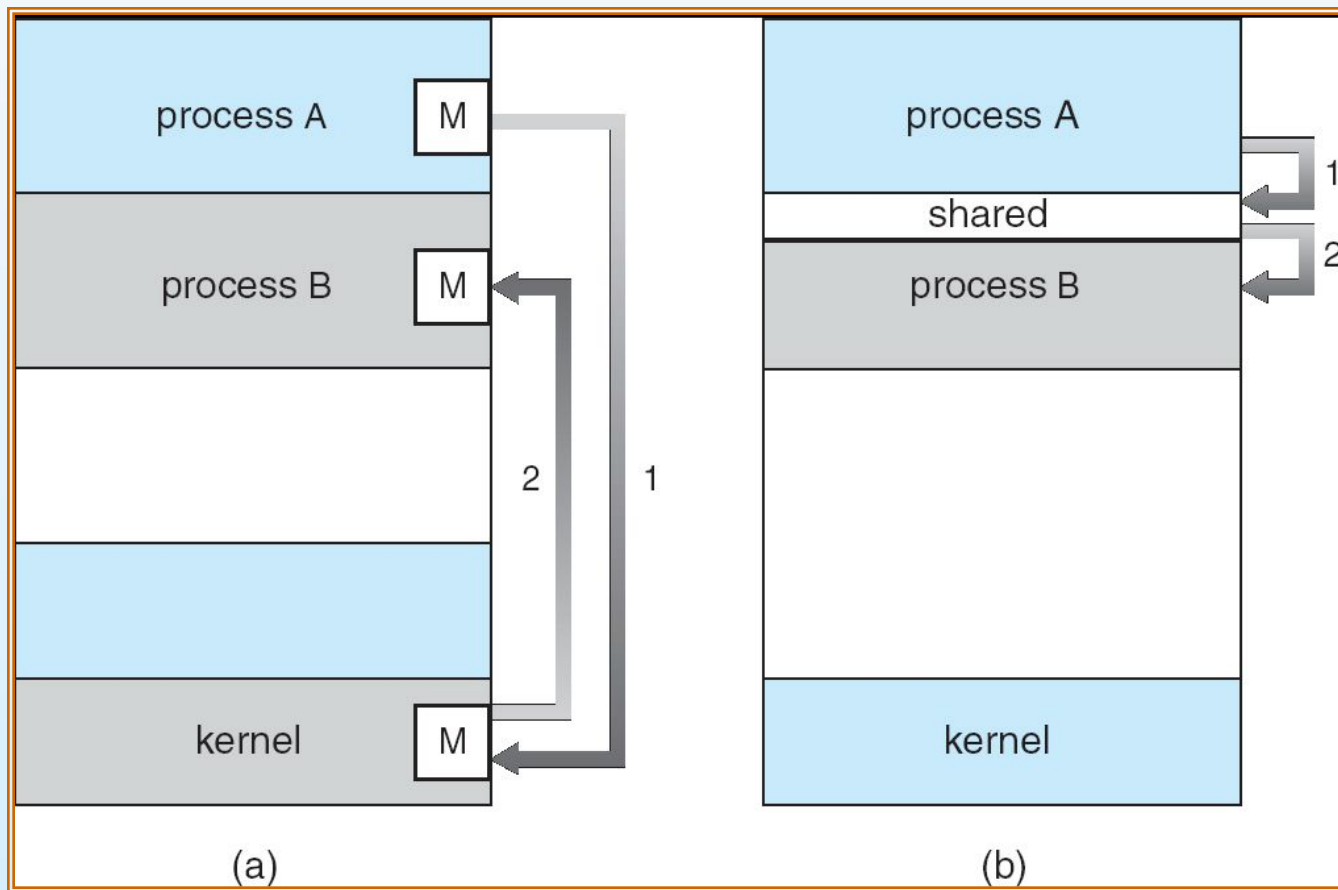 process A
M
process B
M
2
1
kernel
M
(a)
process A
1
shared
2
process B
kernel
(b)